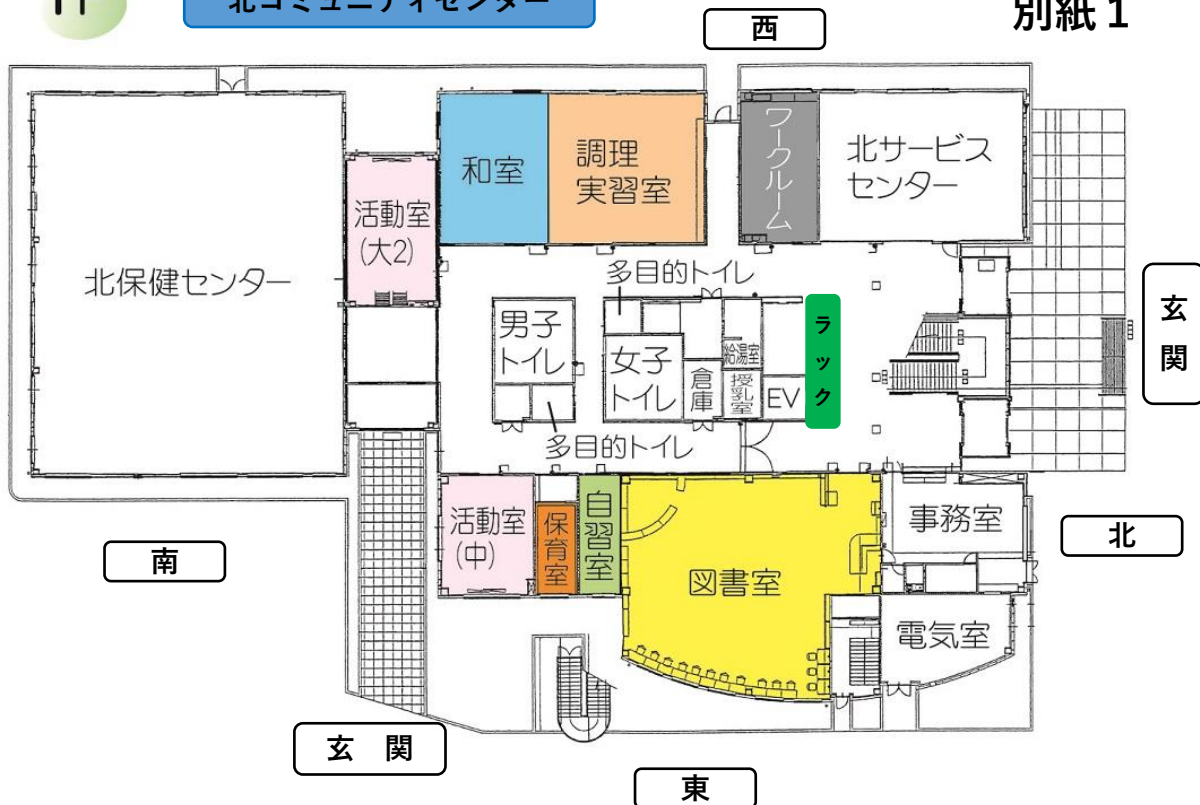 1F
北コミュニティセンター
別紙1
西
和室
調理
実習室
ワークルーム
北サービス
センター
活動室
(大2)
北保健センター
多目的トイレ
男子
トイレ
女子
トイレ
倉庫
給湯室
授乳室
EV
ラック
玄関
多目的トイレ
活動室
(中)
保育室
自習室
図書室
事務室
電気室
北
南
玄 関
東